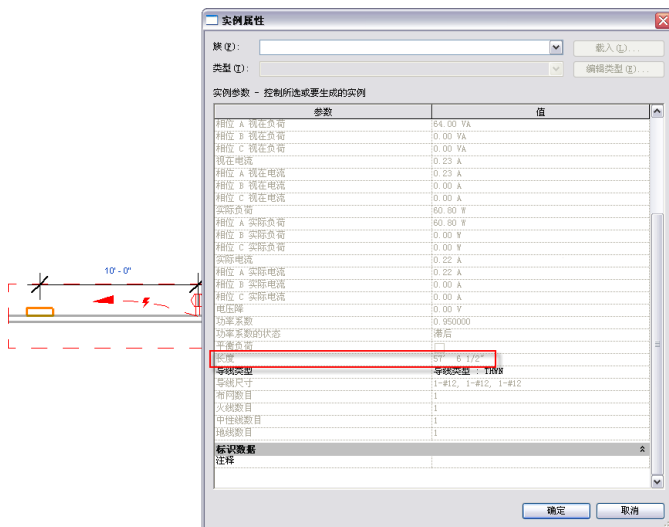 实例属性
族(F):
载入(L)...
类型(T):
编辑类型(E)...
实例参数 - 控制所选或要生成的实例
参数 值
相位 A 视在负荷 64.00 VA
相位 B 视在负荷 0.00 VA
相位 C 视在负荷 0.00 VA
视在电流 0.23 A
相位 A 视在电流 0.23 A
相位 B 视在电流 0.00 A
相位 C 视在电流 0.00 A
实际负荷 60.80 W
相位 A 实际负荷 60.80 W
相位 B 实际负荷 0.00 W
相位 C 实际负荷 0.00 W
实际电流 0.22 A
相位 A 实际电流 0.22 A
相位 B 实际电流 0.00 A
相位 C 实际电流 0.00 A
电压降 0.00 V
功率系数 0.950000
功率系数的状态 滞后
平衡负荷
长度 57' 6 1/2"
导线类型 导线类型 : THWN
导线尺寸 1-#12, 1-#12, 1-#12
布网数目 1
火线数目 1
中性线数目 1
地线数目 1
标识数据
注释
确定 取消
10' - 0"